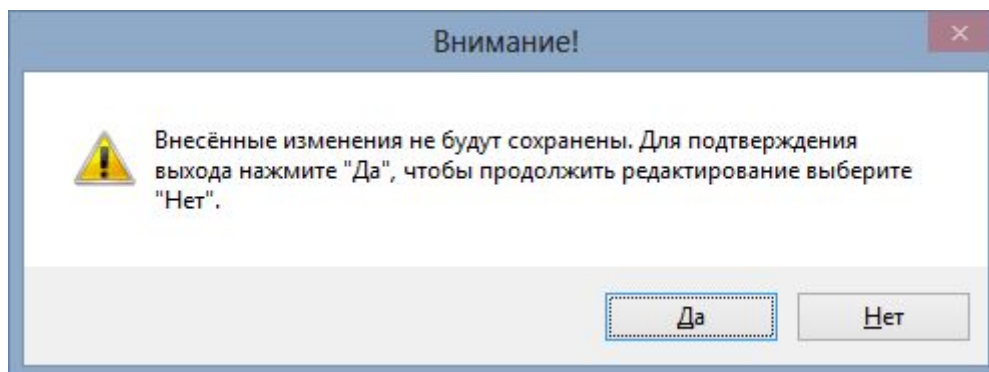 Внимание!
Внесённые изменения не будут сохранены. Для подтверждения
выхода нажмите "Да", чтобы продолжить редактирование выберите
"Нет".
Да
Нет